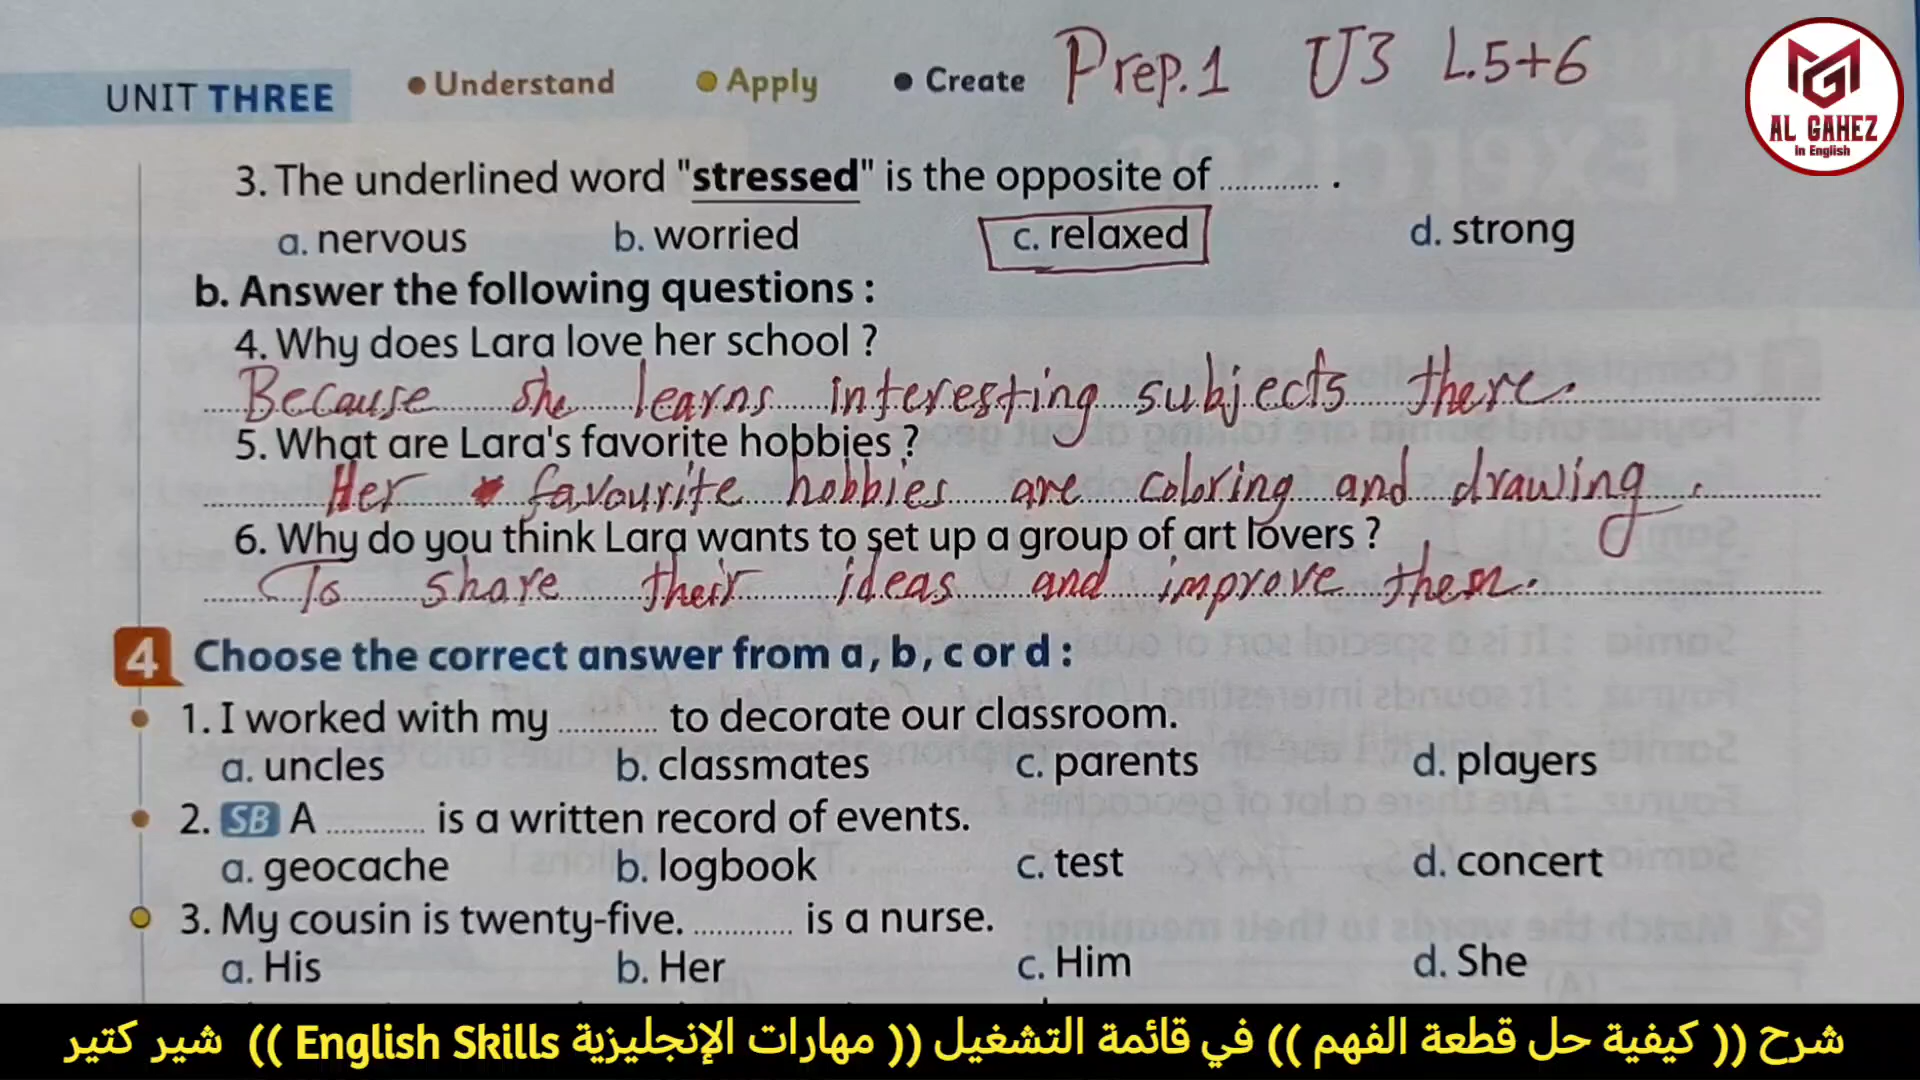 UNIT THREE • Understand • Apply • Create Prep.1 U3 L.5+6
AL GAHEZ
in English
3. The underlined word "stressed" is the opposite of ............ .
a. nervous b. worried c. relaxed d. strong
b. Answer the following questions :
4. Why does Lara love her school ?
Because she learns interesting subjects there.
5. What are Lara's favorite hobbies ?
Her favourite hobbies are coloring and drawing.
6. Why do you think Lara wants to set up a group of art lovers ?
To share their ideas and improve them.
4 Choose the correct answer from a , b , c or d :
1. I worked with my ............ to decorate our classroom.
a. uncles b. classmates c. parents d. players
2. SB A ............ is a written record of events.
a. geocache b. logbook c. test d. concert
3. My cousin is twenty-five. ............ is a nurse.
a. His b. Her c. Him d. She
شرح (( كيفية حل قطعة الفهم )) في قائمة التشغيل (( مهارات الإنجليزية English Skills )) شير كتير